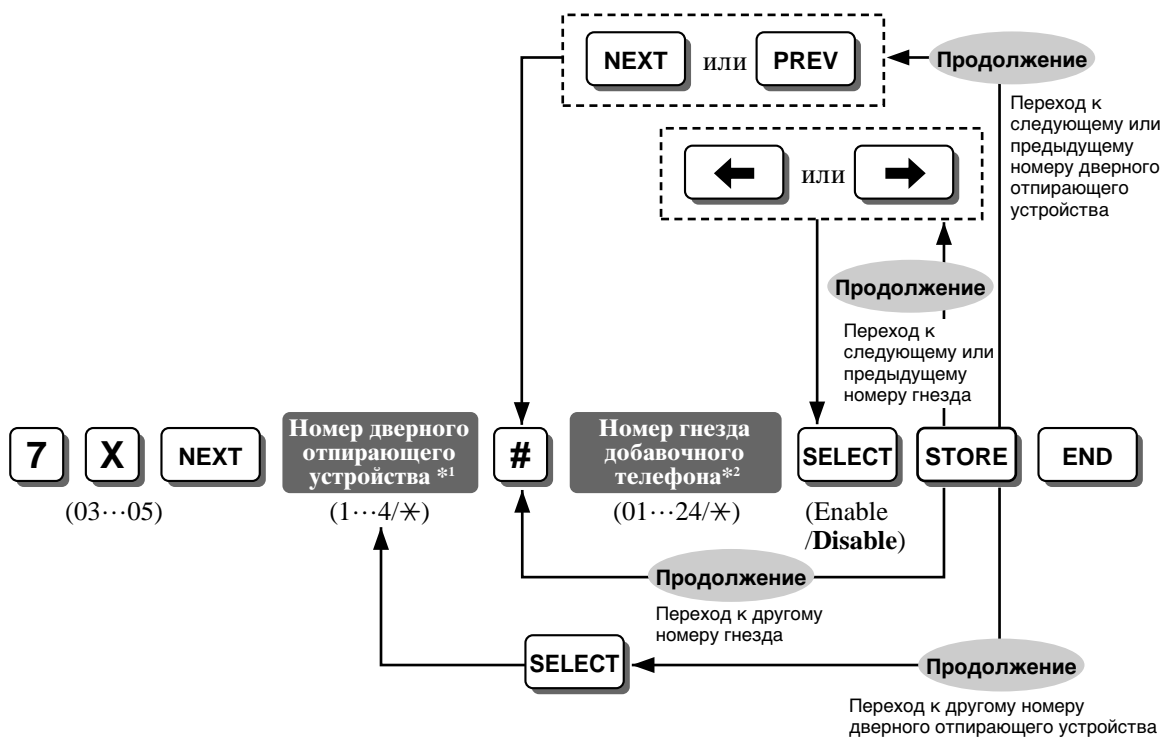 NEXT или PREV
Продолжение
Переход к
следующему или
предыдущему
номеру дверного
отпирающего
устройства
или
Продолжение
Переход к
следующему или
предыдущему
номеру гнезда
7 X NEXT
Номер дверного
отпирающего
устройства *1
#
Номер гнезда
добавочного
телефона*2
SELECT STORE END
(03···05)
(1···4/✳)
(01···24/✳)
(Enable
/Disable)
Продолжение
Переход к другому
номеру гнезда
SELECT
Продолжение
Переход к другому номеру
дверного отпирающего устройства